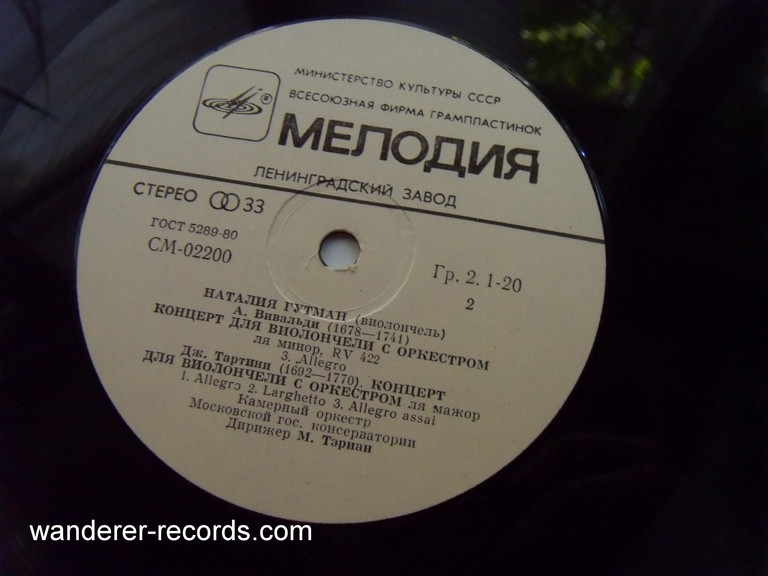 МИНИСТЕРСТВО КУЛЬТУРЫ СССР
ВСЕСОЮЗНАЯ ФИРМА ГРАМПЛАСТИНОК
®
МЕЛОДИЯ
ЛЕНИНГРАДСКИЙ ЗАВОД
СТЕРЕО 33
ГОСТ 5289-80
СМ-02200
Гр. 2. 1-20
2
НАТАЛИЯ ГУТМАН (виолончель)
А. Вивальди (1678—1741)
КОНЦЕРТ ДЛЯ ВИОЛОНЧЕЛИ С ОРКЕСТРОМ
ля минор, RV 422
3. Allegro
Дж. Тартини (1692—1770). КОНЦЕРТ
ДЛЯ ВИОЛОНЧЕЛИ С ОРКЕСТРОМ ля мажор
1. Allegro 2. Larghetto 3. Allegro assai
Камерный оркестр
Московской гос. консерватории
Дирижер М. Тэриан
wanderer-records.com